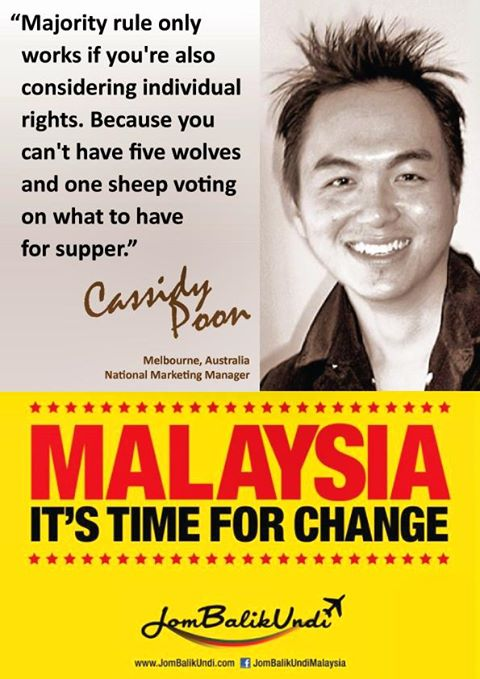 “Majority rule only
works if you're also
considering individual
rights. Because you
can't have five wolves
and one sheep voting
on what to have
for supper.”
Cassidy
Poon
Melbourne, Australia
National Marketing Manager
MALAYSIA
IT'S TIME FOR CHANGE
JomBalikUndi
www.JomBalikUndi.com f JomBalikUndiMalaysia